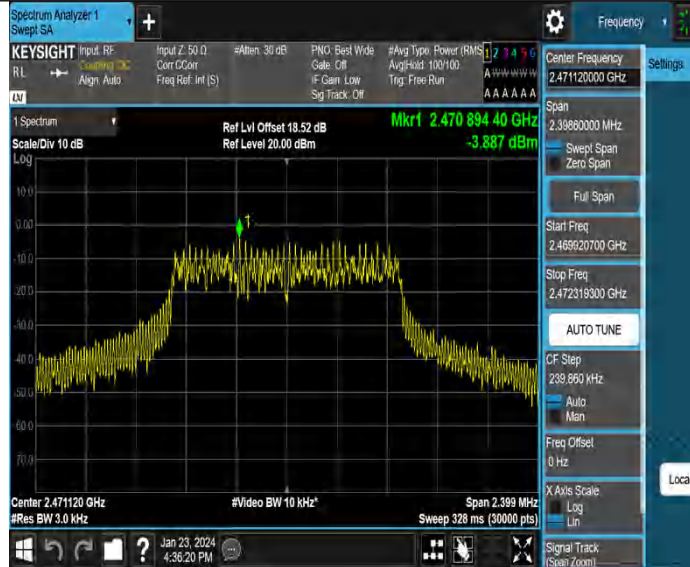 Spectrum Analyzer 1
Swept SA
+
Frequency
KEYSIGHT
RL
Input: RF
Coupling: DC
Align: Auto
Input Z: 50 Ω
Corr CCorr
Freq Ref: Int (S)
#Atten: 30 dB
PNO: Best Wide
Gate: Off
IF Gain: Low
Sig Track: Off
#Avg Type: Power (RMS
Avg|Hold: 100/100
Trig: Free Run
1 2 3 4 5 6
A W W W W W
A A A A A A
1 Spectrum
Scale/Div 10 dB
Ref Lvl Offset 18.52 dB
Ref Level 20.00 dBm
Mkr1 2.470 894 40 GHz
-3.887 dBm
Log
10.0
0.00
-10.0
-20.0
-30.0
-40.0
-50.0
-60.0
-70.0
1
Center 2.471120 GHz
#Res BW 3.0 kHz
#Video BW 10 kHz*
Span 2.399 MHz
Sweep 328 ms (30000 pts)
Jan 23, 2024
4:36:20 PM
?
Center Frequency
2.471120000 GHz
Settings
Span
2.39860000 MHz
Swept Span
Zero Span
Full Span
Start Freq
2.469920700 GHz
Stop Freq
2.472319300 GHz
AUTO TUNE
CF Step
239.860 kHz
Auto
Man
Freq Offset
0 Hz
X Axis Scale
Log
Lin
Loca
Signal Track
(Span Zoom)